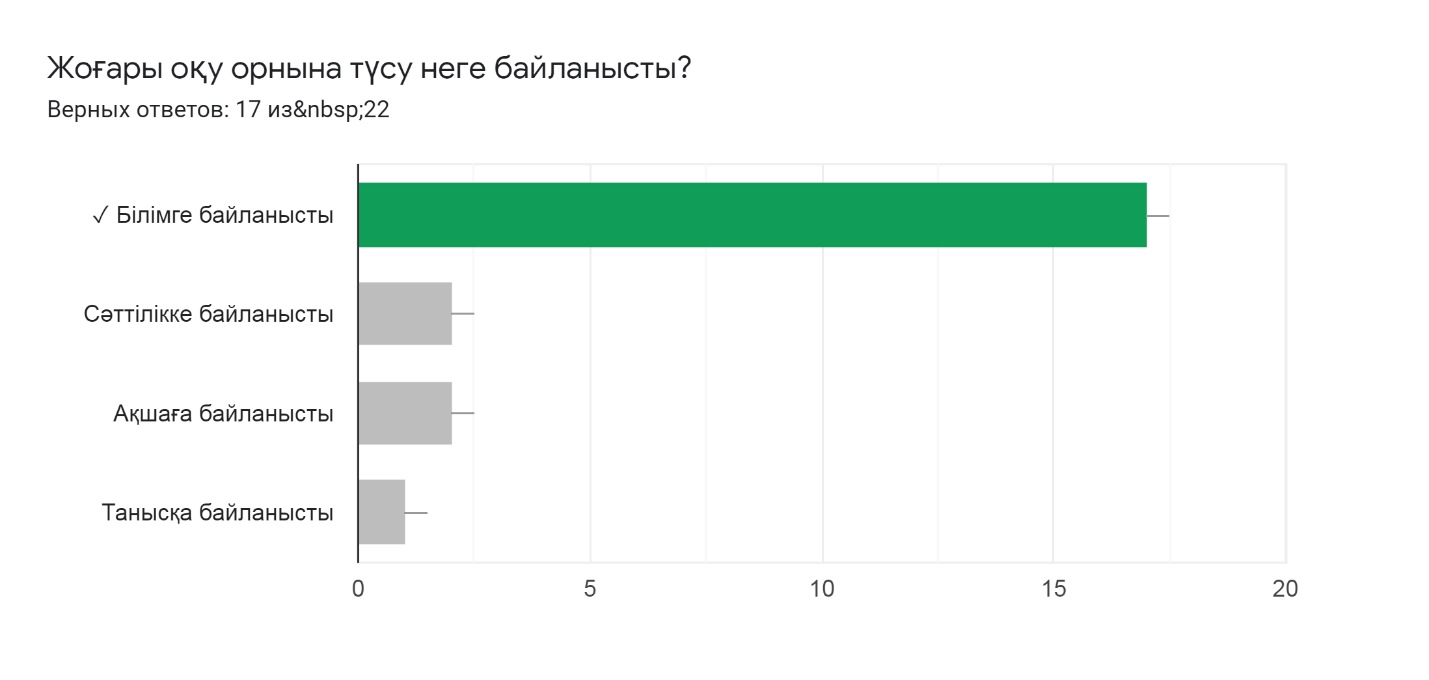 Жоғары оқу орнына түсу неге байланысты?
Верных ответов: 17 из&nbsp;22
✓ Білімге байланысты
Сәттілікке байланысты
Ақшаға байланысты
Танысқа байланысты
0 5 10 15 20